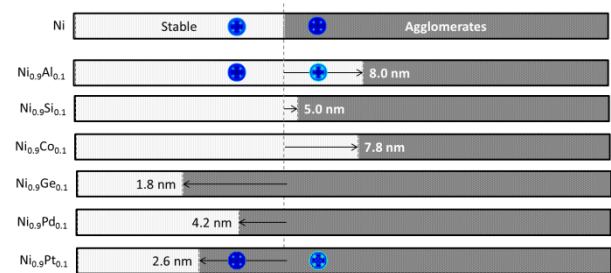 Ni Stable Agglomerates
Ni0.9Al0.1 8.0 nm
Ni0.9Si0.1 5.0 nm
Ni0.9Co0.1 7.8 nm
Ni0.9Ge0.1 1.8 nm
Ni0.9Pd0.1 4.2 nm
Ni0.9Pt0.1 2.6 nm